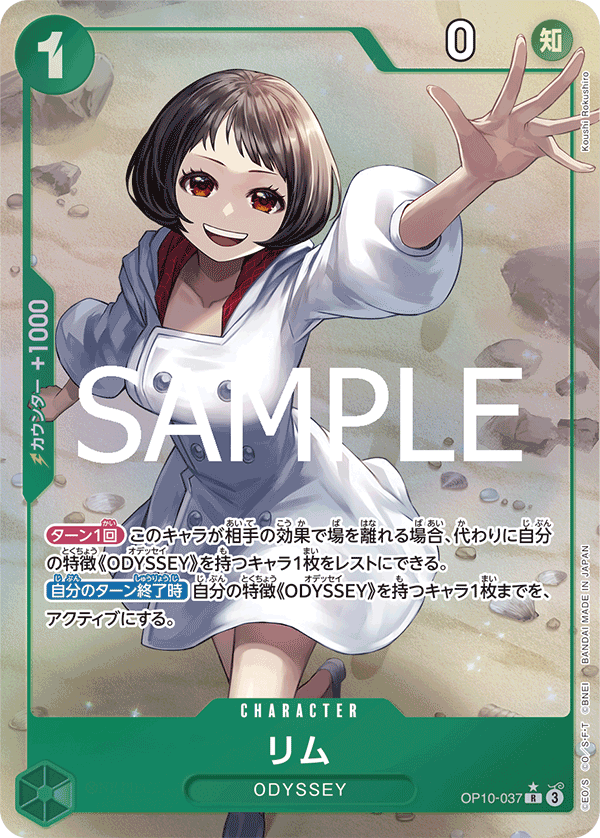 1
0
知
Koushi Rokushiro
カウンター +1000
SAMPLE
ターン1回 このキャラが相手の効果で場を離れる場合、代わりに自分
の特徴《ODYSSEY》を持つキャラ1枚をレストにできる。
自分のターン終了時 自分の特徴《ODYSSEY》を持つキャラ1枚までを、
アクティブにする。
©EO/S ©O/S・F・T ©BNEI BANDAI MADE IN JAPAN
CHARACTER
リム
ODYSSEY
OP10-037 R 3